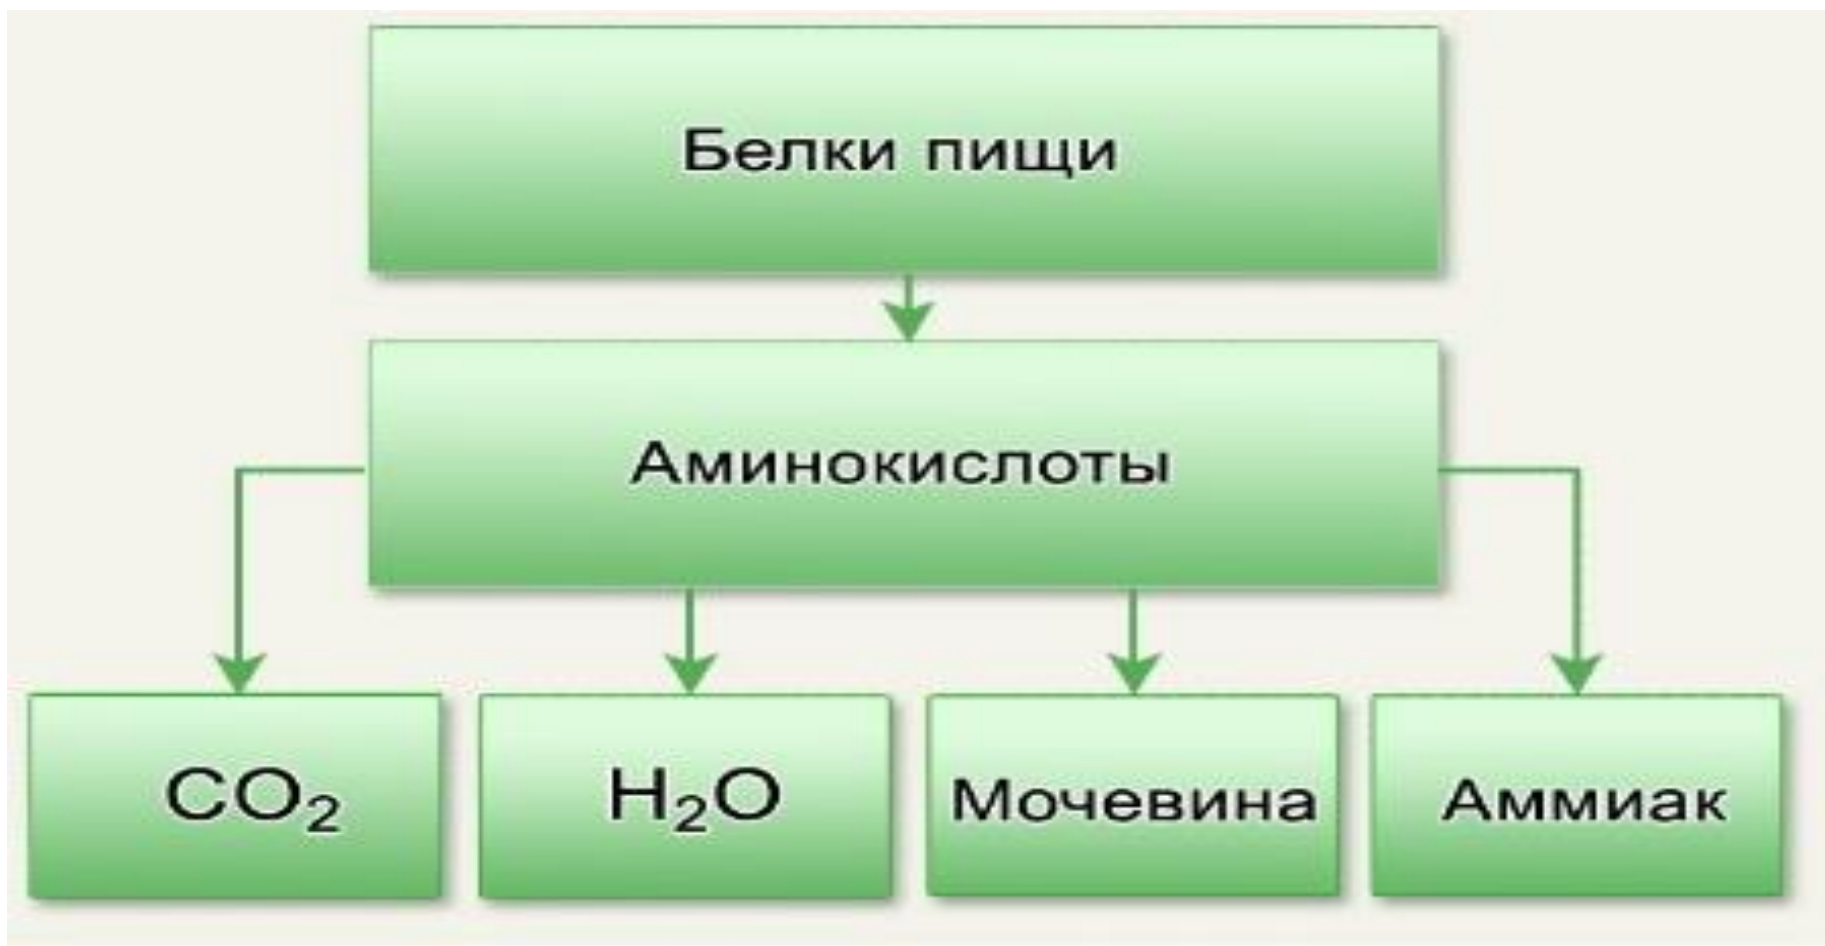 Белки пищи
Аминокислоты
CO₂
H₂O
Мочевина
Аммиак